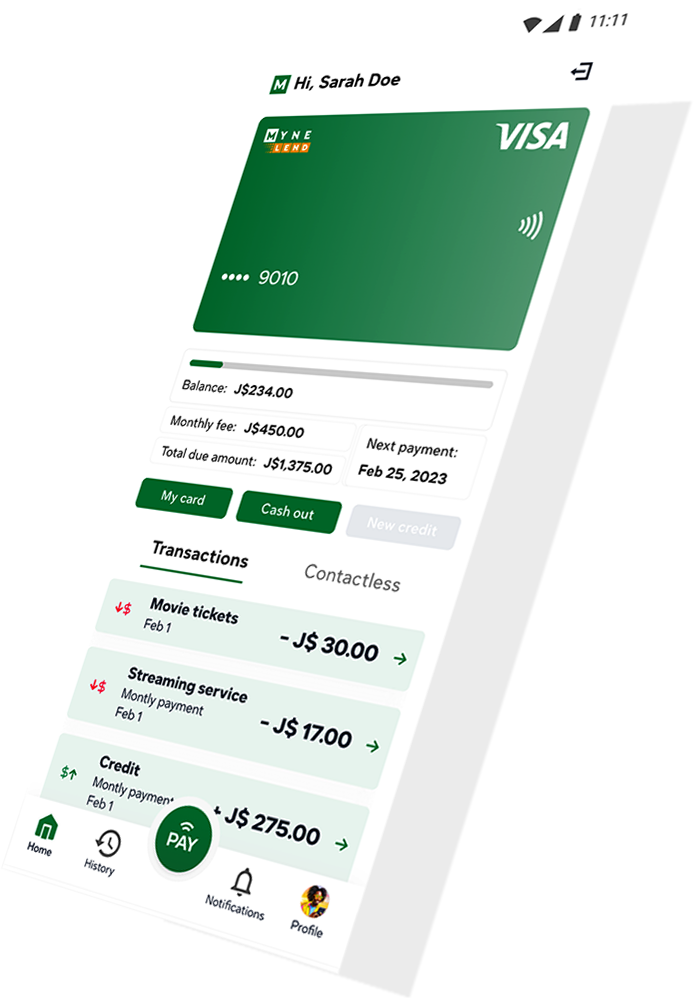 11:11
M Hi, Sarah Doe
MYNE
LEND
VISA
•••• 9010
Balance: J$234.00
Monthly fee: J$450.00
Total due amount: J$1,375.00
Next payment:
Feb 25, 2023
My card
Cash out
New credit
Transactions
Contactless
↓$
Movie tickets
Feb 1
- J$ 30.00 →
↓$
Streaming service
Montly payment
Feb 1
- J$ 17.00 →
$↑
Credit
Montly payment
Feb 1
+ J$ 275.00 →
Home
History
PAY
Notifications
Profile